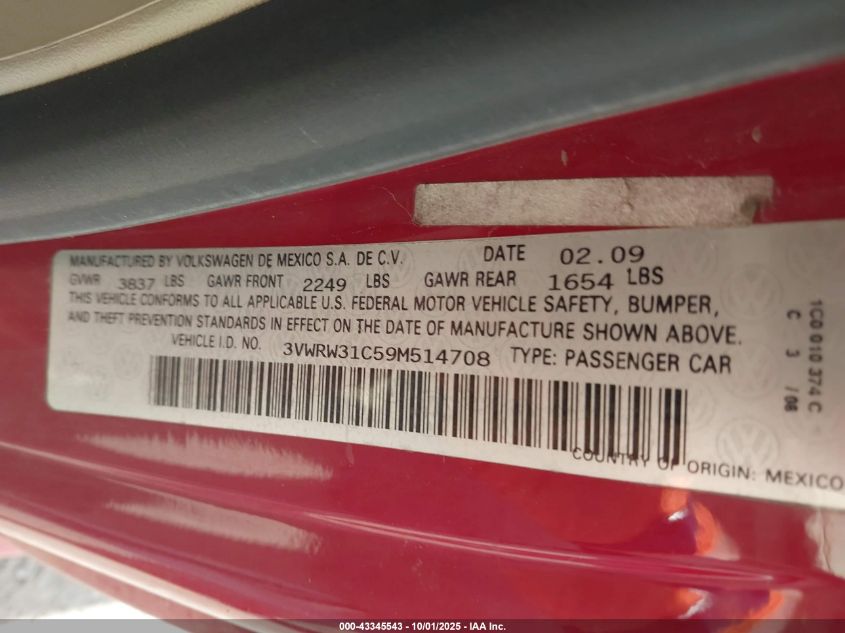 MANUFACTURED BY VOLKSWAGEN DE MEXICO S.A. DE C.V. DATE 02.09
GVWR 3837 LBS GAWR FRONT 2249 LBS GAWR REAR 1654 LBS
THIS VEHICLE CONFORMS TO ALL APPLICABLE U.S. FEDERAL MOTOR VEHICLE SAFETY, BUMPER,
AND THEFT PREVENTION STANDARDS IN EFFECT ON THE DATE OF MANUFACTURE SHOWN ABOVE.
VEHICLE I.D. NO. 3VWRW31C59M514708 TYPE: PASSENGER CAR
COUNTRY OF ORIGIN: MEXICO
1C0 010 374 C
C 3 /08
000-43345543 - 10/01/2025 - IAA Inc.